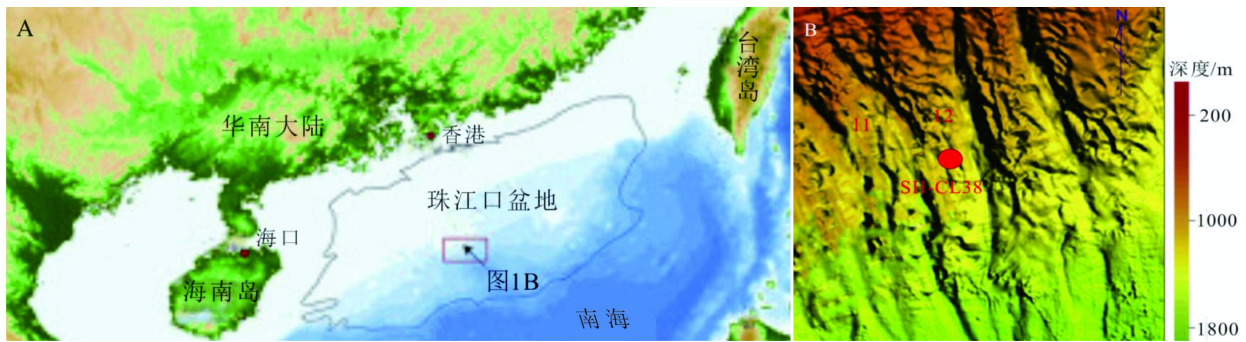 A
华南大陆
香港
台湾岛
珠江口盆地
海口
图1B
海南岛
南海
B
N
11
12
SH-CL38
深度/m
200
1000
1800